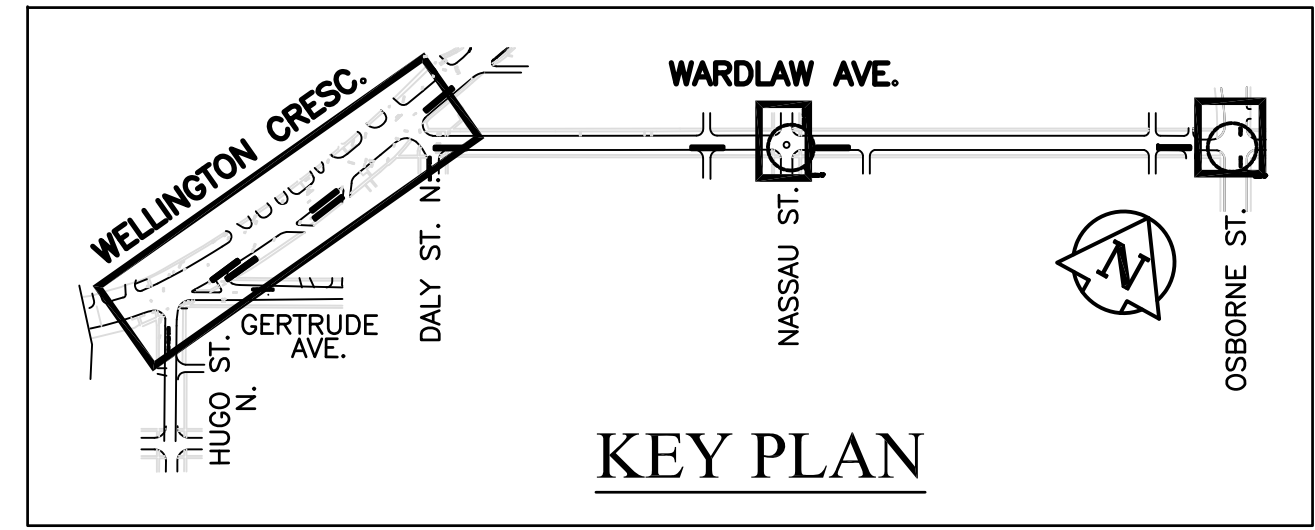 WELLINGTON CRESC.
WARDLAW AVE.
GERTRUDE
AVE.
HUGO ST.
N.
DALY ST. N.
NASSAU ST.
OSBORNE ST.
N
KEY PLAN